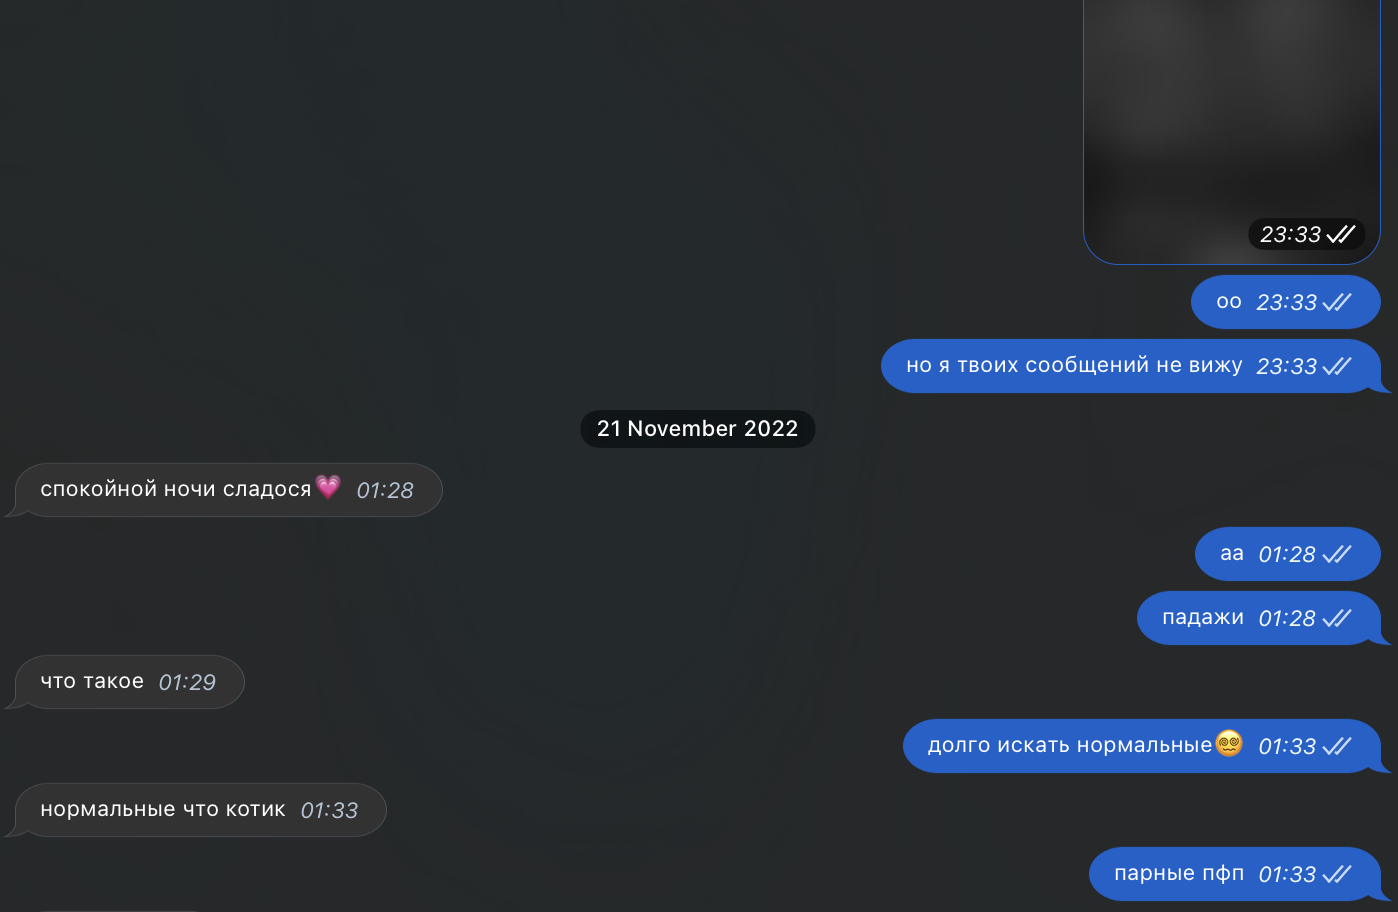 23:33
оо 23:33
но я твоих сообщений не вижу 23:33
21 November 2022
спокойной ночи сладося💗 01:28
аа 01:28
падажи 01:28
что такое 01:29
долго искать нормальные😵‍💫 01:33
нормальные что котик 01:33
парные пфп 01:33